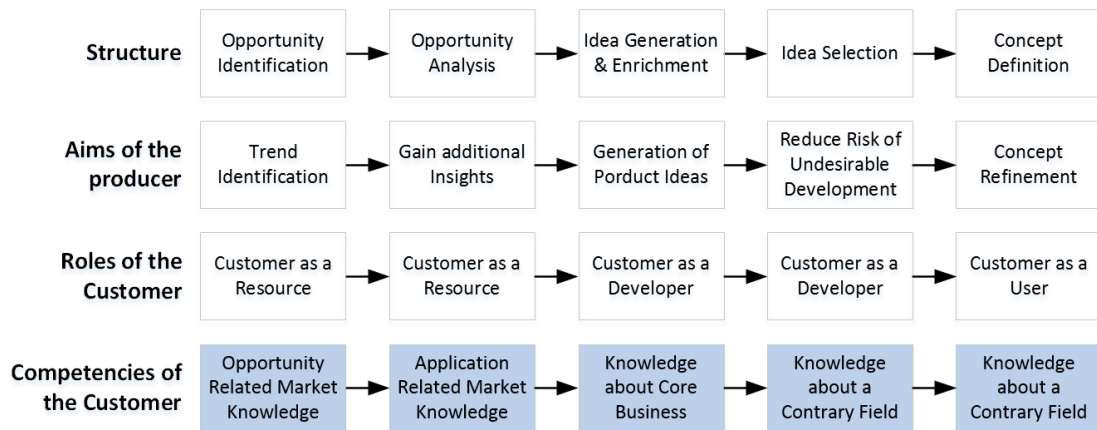 Structure
Opportunity
Identification
Opportunity
Analysis
Idea Generation
& Enrichment
Idea Selection
Concept
Definition
Aims of the
producer
Trend
Identification
Gain additional
Insights
Generation of
Porduct Ideas
Reduce Risk of
Undesirable
Development
Concept
Refinement
Roles of the
Customer
Customer as a
Resource
Customer as a
Resource
Customer as a
Developer
Customer as a
Developer
Customer as a
User
Competencies of
the Customer
Opportunity
Related Market
Knowledge
Application
Related Market
Knowledge
Knowledge
about Core
Business
Knowledge
about a
Contrary Field
Knowledge
about a
Contrary Field